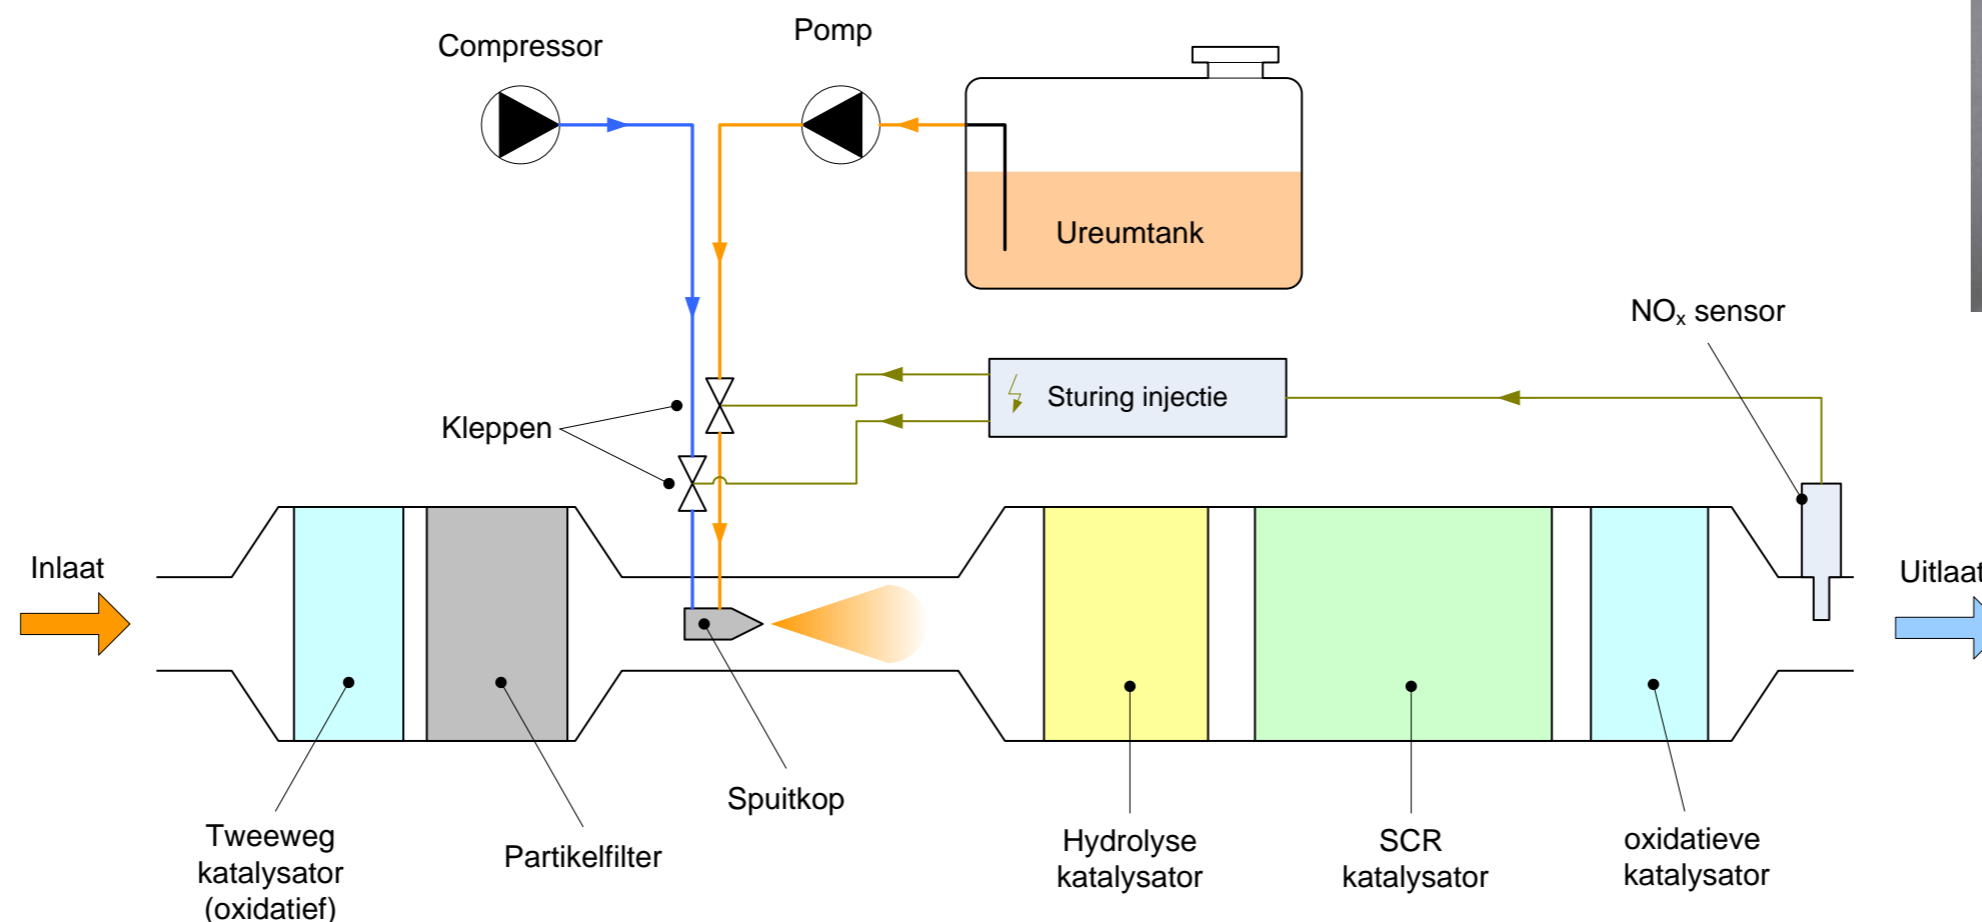 Compressor
Pomp
Ureumtank
NOx sensor
Sturing injectie
Kleppen
Inlaat
Uitlaat
Spuitkop
Tweeweg
katalysator
(oxidatief)
Partikelfilter
Hydrolyse
katalysator
SCR
katalysator
oxidatieve
katalysator